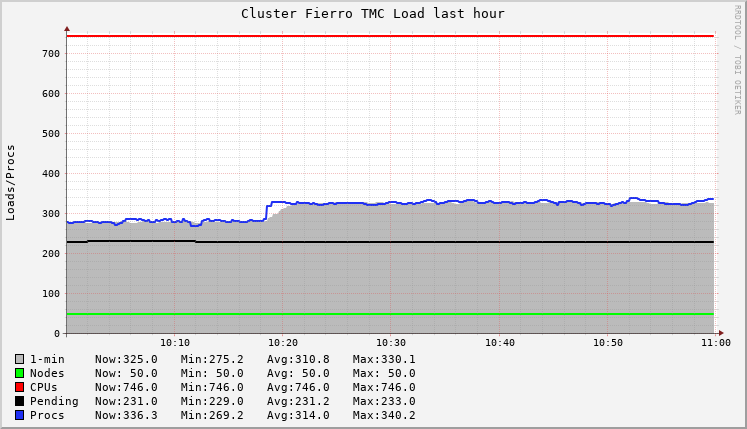 Cluster Fierro TMC Load last hour
RRDTOOL / TOBI OETIKER
Loads/Procs
700
600
500
400
300
200
100
0
10:10 10:20 10:30 10:40 10:50 11:00
1-min Now:325.0 Min:275.2 Avg:310.8 Max:330.1
Nodes Now: 50.0 Min: 50.0 Avg: 50.0 Max: 50.0
CPUs Now:746.0 Min:746.0 Avg:746.0 Max:746.0
Pending Now:231.0 Min:229.0 Avg:231.2 Max:233.0
Procs Now:336.3 Min:269.2 Avg:314.0 Max:340.2